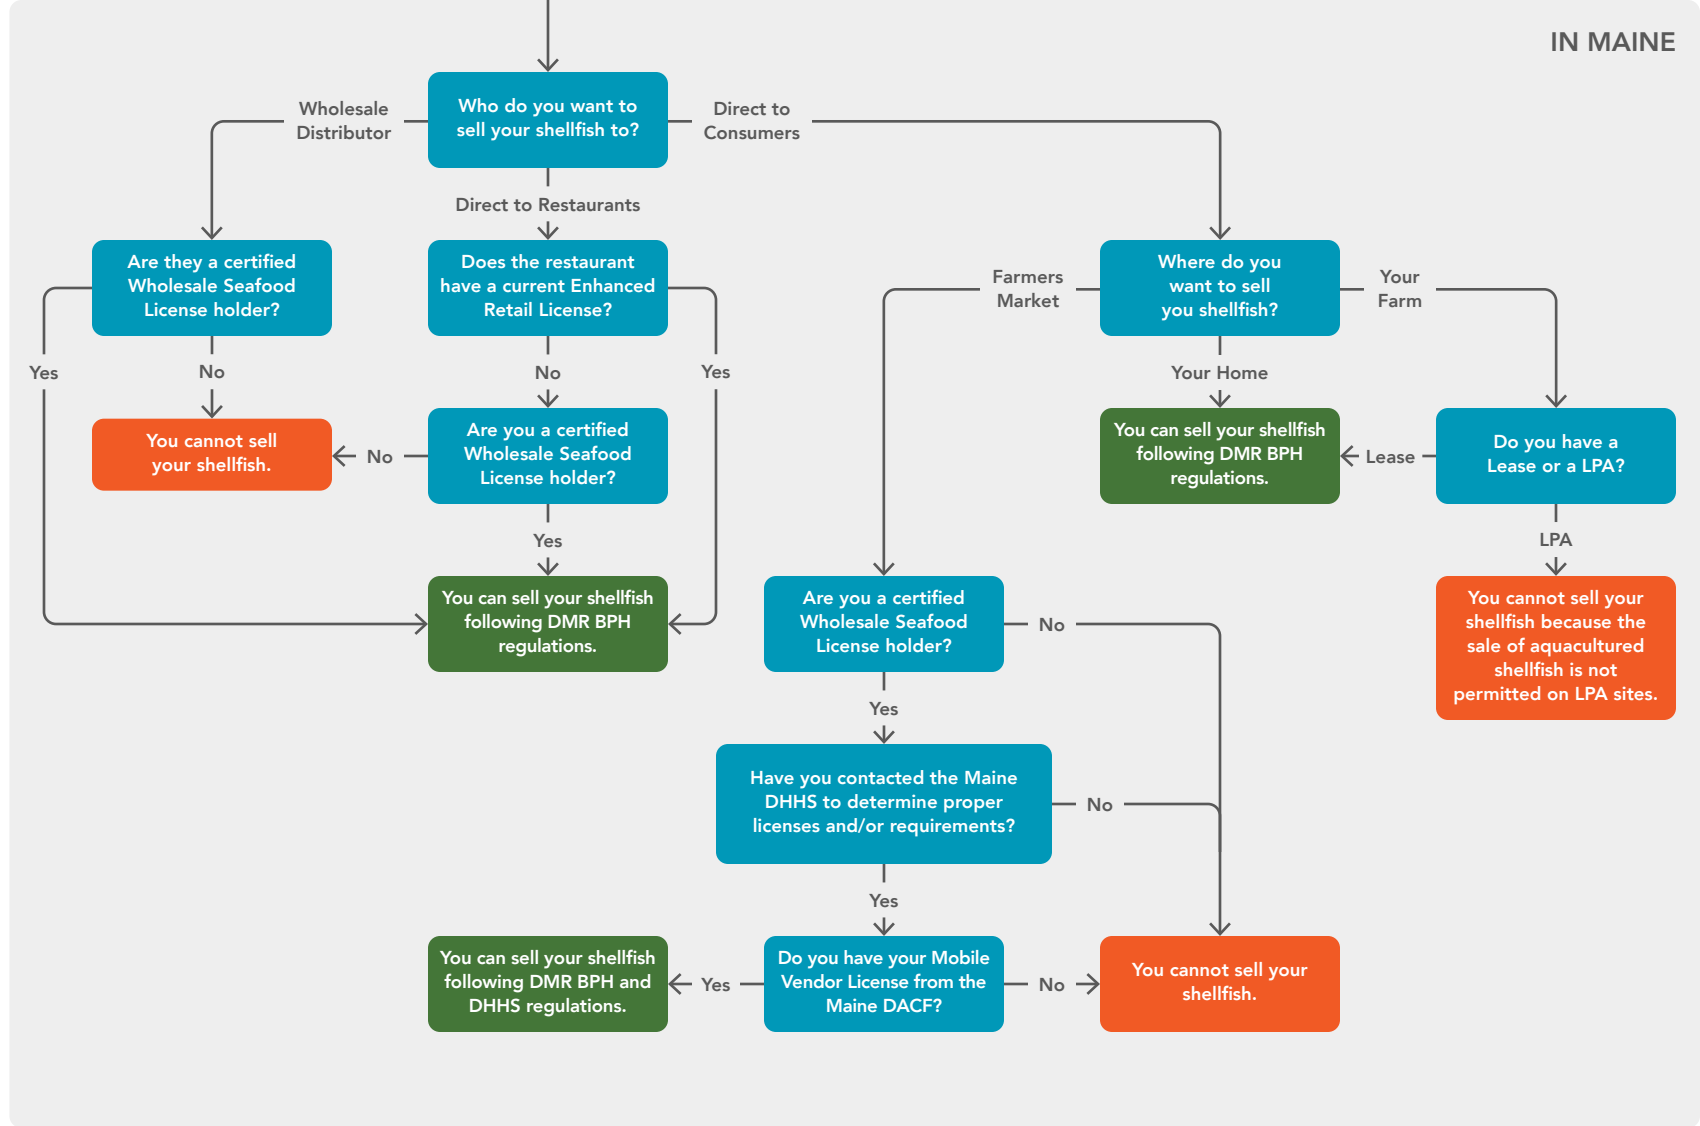 IN MAINE
Who do you want to
sell your shellfish to?
Wholesale
Distributor
Direct to
Consumers
Direct to Restaurants
Are they a certified
Wholesale Seafood
License holder?
Does the restaurant
have a current Enhanced
Retail License?
Where do you
want to sell
you shellfish?
Farmers
Market
Your
Farm
Yes
No
No
Yes
Your Home
You cannot sell
your shellfish.
No
Are you a certified
Wholesale Seafood
License holder?
You can sell your shellfish
following DMR BPH
regulations.
Lease
Do you have a
Lease or a LPA?
Yes
LPA
You can sell your shellfish
following DMR BPH
regulations.
Are you a certified
Wholesale Seafood
License holder?
No
You cannot sell your
shellfish because the
sale of aquacultured
shellfish is not
permitted on LPA sites.
Yes
Have you contacted the Maine
DHHS to determine proper
licenses and/or requirements?
No
Yes
You can sell your shellfish
following DMR BPH and
DHHS regulations.
Yes
Do you have your Mobile
Vendor License from the
Maine DACF?
No
You cannot sell your
shellfish.